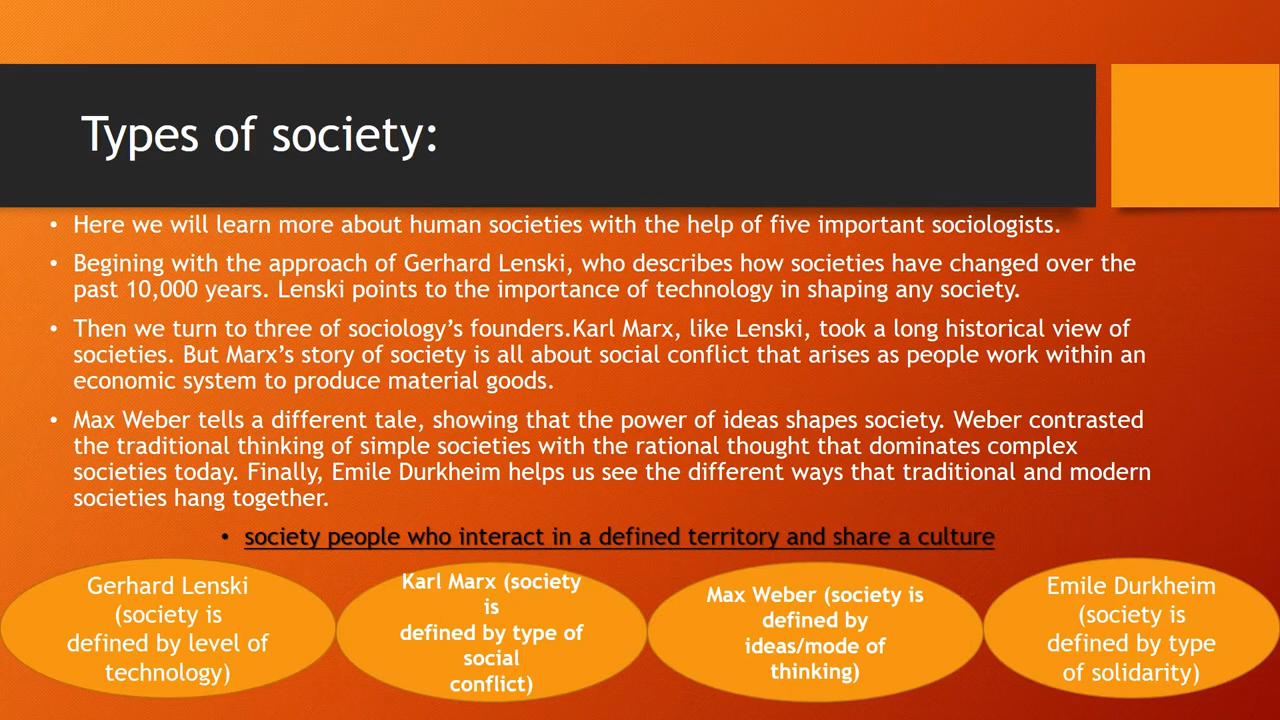 Types of society:
• Here we will learn more about human societies with the help of five important sociologists.
• Begining with the approach of Gerhard Lenski, who describes how societies have changed over the
past 10,000 years. Lenski points to the importance of technology in shaping any society.
• Then we turn to three of sociology’s founders.Karl Marx, like Lenski, took a long historical view of
societies. But Marx’s story of society is all about social conflict that arises as people work within an
economic system to produce material goods.
• Max Weber tells a different tale, showing that the power of ideas shapes society. Weber contrasted
the traditional thinking of simple societies with the rational thought that dominates complex
societies today. Finally, Emile Durkheim helps us see the different ways that traditional and modern
societies hang together.
• society people who interact in a defined territory and share a culture
Gerhard Lenski
(society is
defined by level of
technology)
Karl Marx (society
is
defined by type of
social
conflict)
Max Weber (society is
defined by
ideas/mode of
thinking)
Emile Durkheim
(society is
defined by type
of solidarity)